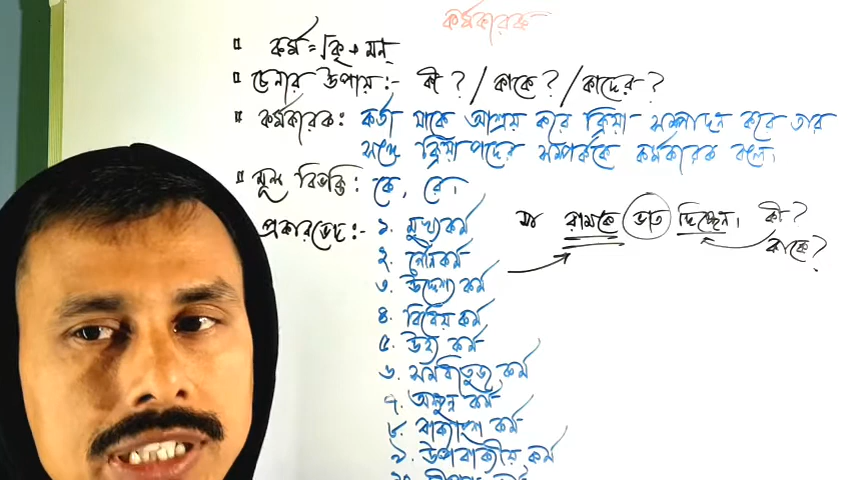 কর্মকারক
কর্ম = √কৃ + মন্
চেনার উপায় :- কী ? / কাকে ? / কাদের ?
কর্মকারক : কর্তা যাকে আশ্রয় করে ক্রিয়া সম্পাদন করে তার
সঙ্গে ক্রিয়াপদের সম্পর্ককে কর্মকারক বলে।
মূল বিভক্তি : কে, রে।
প্রকারভেদ :-
১. মুখ্যকর্ম
২. গৌণকর্ম
৩. উদ্দেশ্য কর্ম
৪. বিধেয় কর্ম
৫. উহ্য কর্ম
৬. সমধাতুজ কর্ম
৭. অক্ষুন্ন কর্ম
৮. বাক্যাংশ কর্ম
৯. উপবাক্যীয় কর্ম
১০.
মা রামকে ভাত দিচ্ছেন। কী ?
কাকে ?